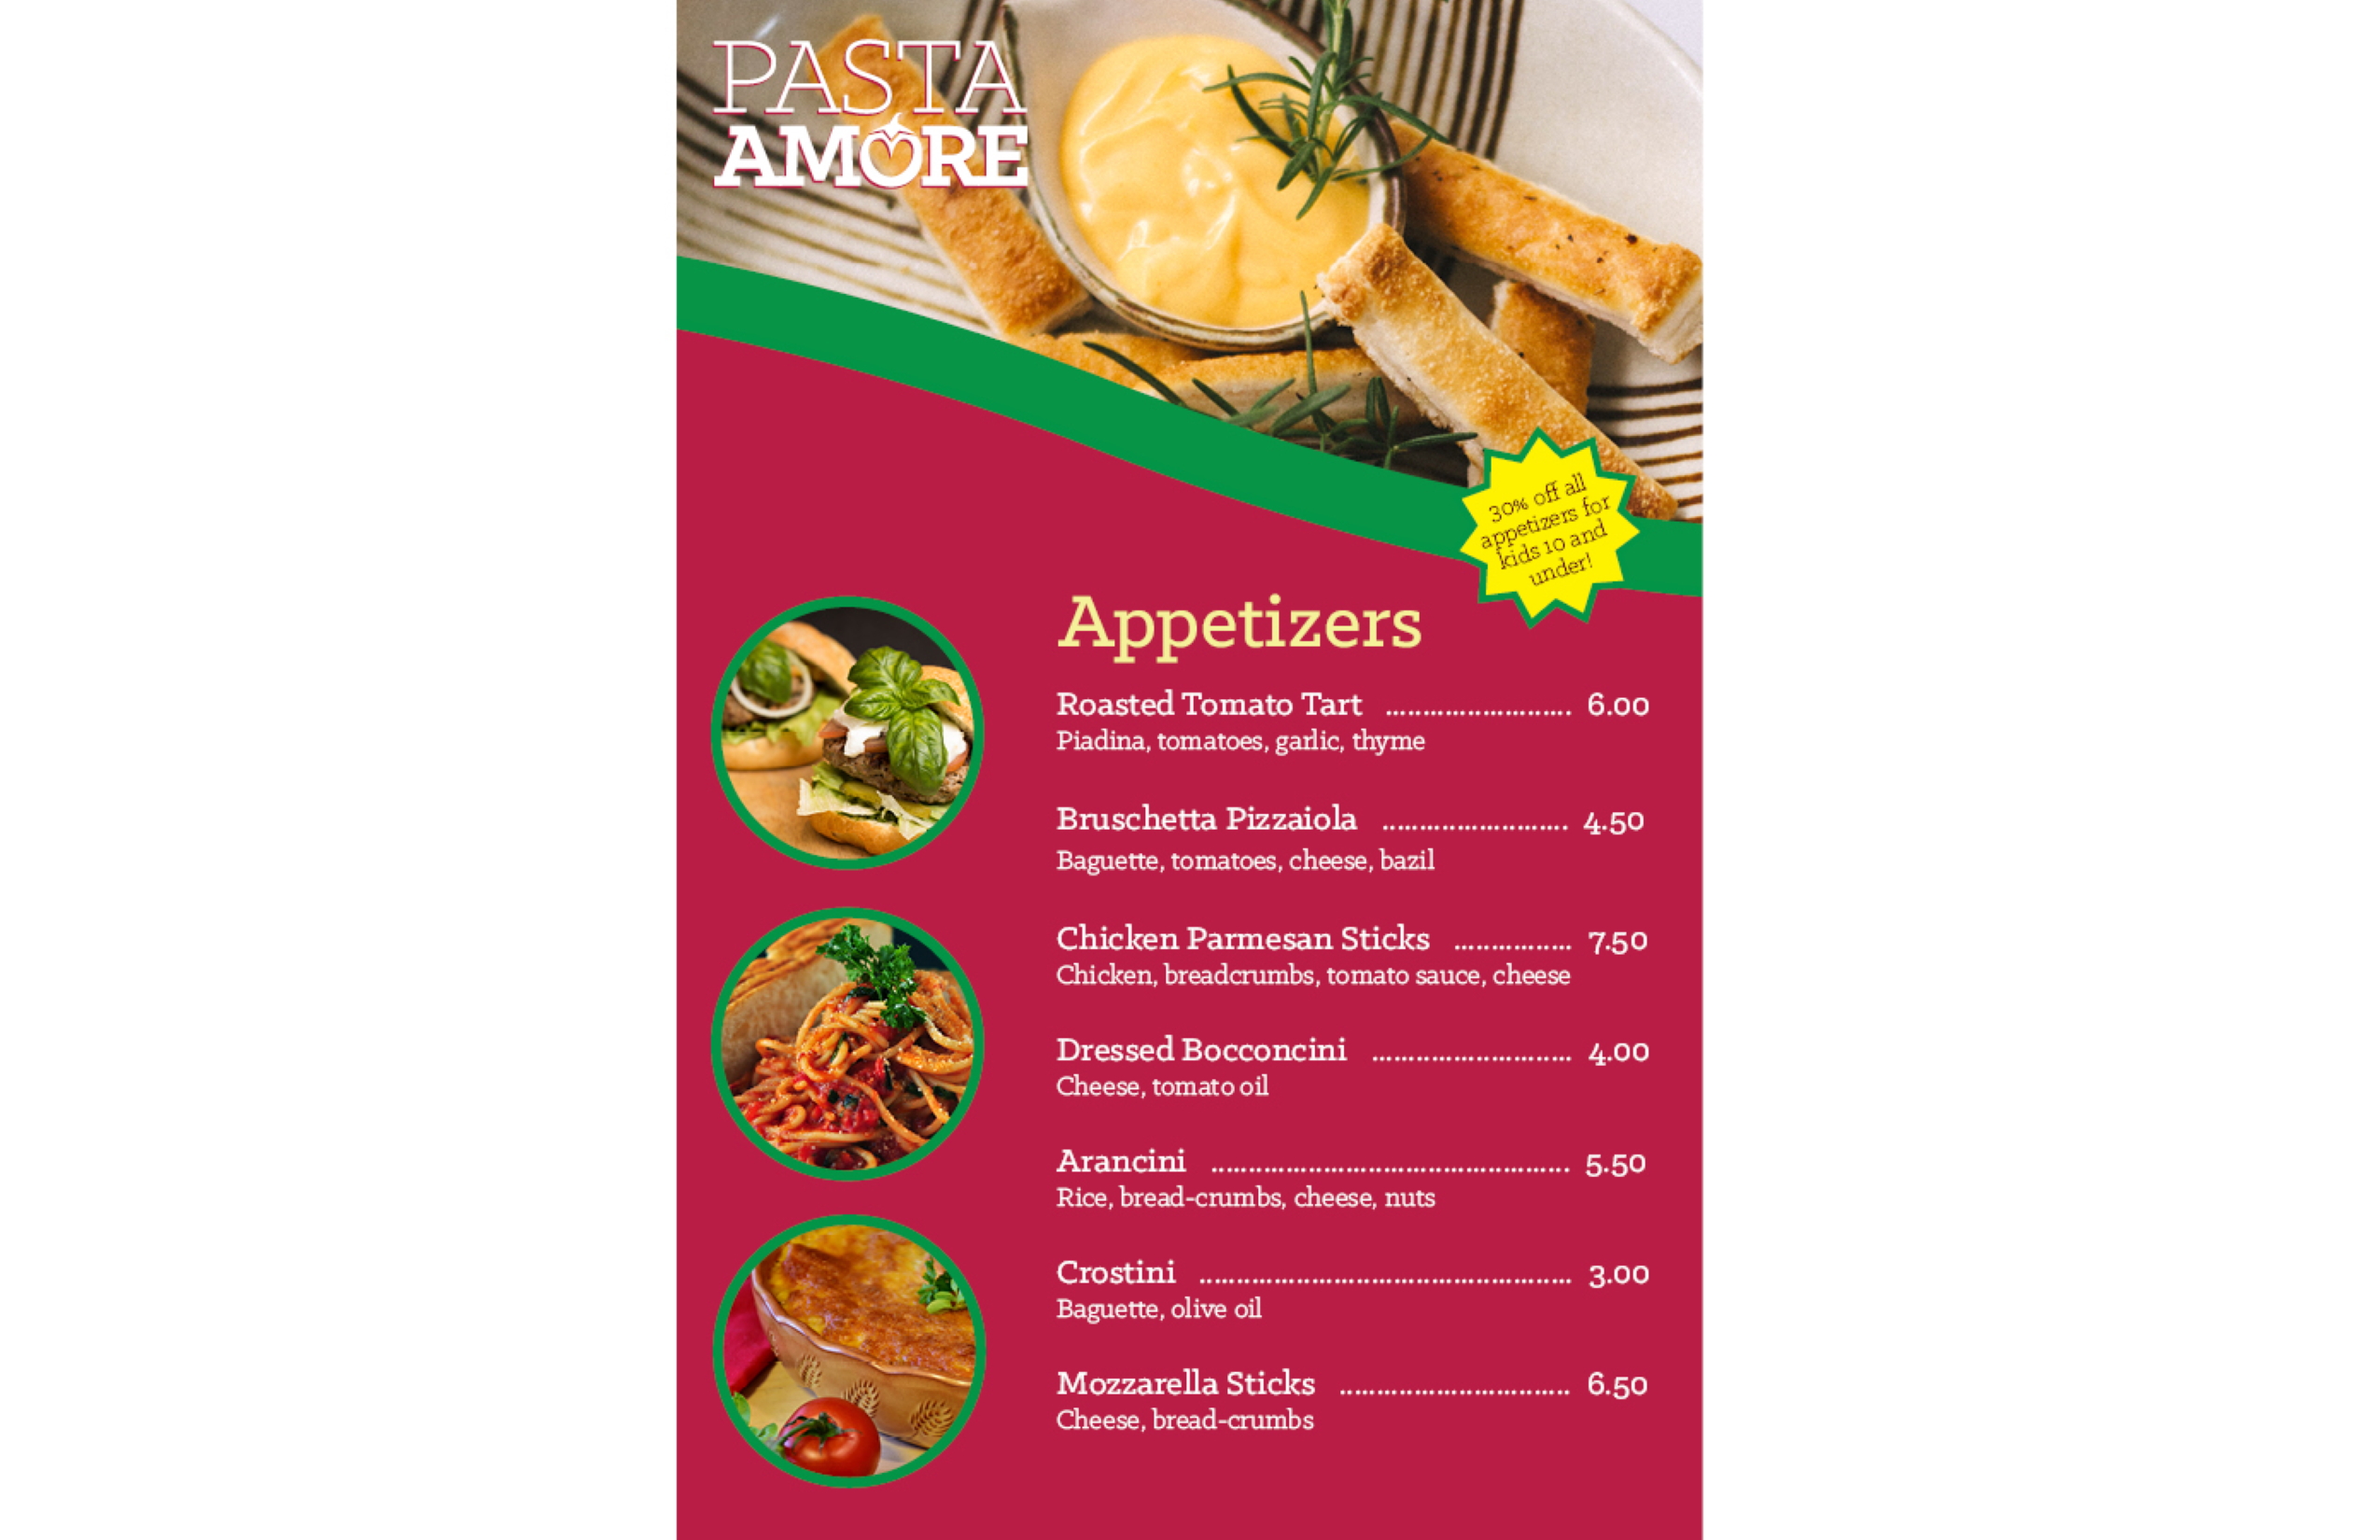 PASTA
AMORE
30% off all
appetizers for
kids 10 and
under!
Appetizers
Roasted Tomato Tart ......................... 6.00
Piadina, tomatoes, garlic, thyme
Bruschetta Pizzaiola ......................... 4.50
Baguette, tomatoes, cheese, bazil
Chicken Parmesan Sticks ................ 7.50
Chicken, breadcrumbs, tomato sauce, cheese
Dressed Bocconcini ........................... 4.00
Cheese, tomato oil
Arancini ................................................ 5.50
Rice, bread-crumbs, cheese, nuts
Crostini .................................................. 3.00
Baguette, olive oil
Mozzarella Sticks ............................... 6.50
Cheese, bread-crumbs